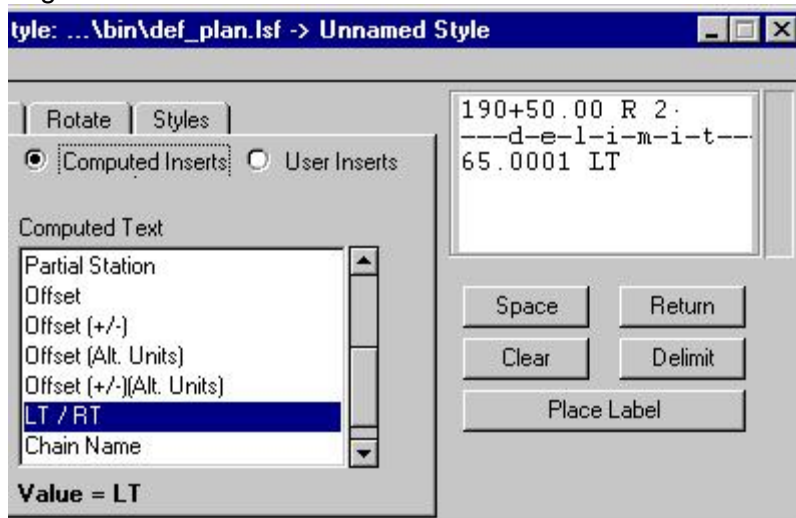 tyle: ...\bin\def_plan.lsf -> Unnamed Style
Rotate Styles
Computed Inserts User Inserts
Computed Text
Partial Station
Offset
Offset (+/-)
Offset (Alt. Units)
Offset (+/-)(Alt. Units)
LT / RT
Chain Name
Value = LT
190+50.00 R 2·
---d-e-l-i-m-i-t---
65.0001 LT
Space Return
Clear Delimit
Place Label